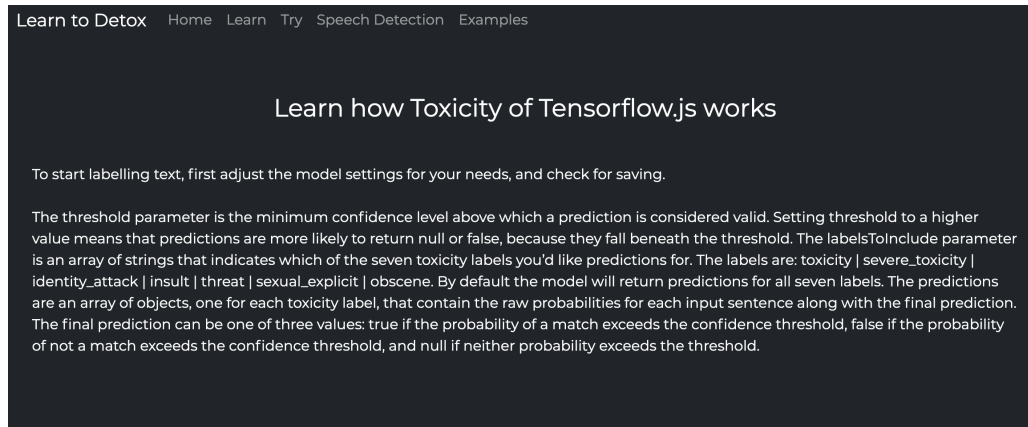 Learn to Detox Home Learn Try Speech Detection Examples
Learn how Toxicity of Tensorflow.js works
To start labelling text, first adjust the model settings for your needs, and check for saving.
The threshold parameter is the minimum confidence level above which a prediction is considered valid. Setting threshold to a higher
value means that predictions are more likely to return null or false, because they fall beneath the threshold. The labelsToInclude parameter
is an array of strings that indicates which of the seven toxicity labels you'd like predictions for. The labels are: toxicity | severe_toxicity |
identity_attack | insult | threat | sexual_explicit | obscene. By default the model will return predictions for all seven labels. The predictions
are an array of objects, one for each toxicity label, that contain the raw probabilities for each input sentence along with the final prediction.
The final prediction can be one of three values: true if the probability of a match exceeds the confidence threshold, false if the probability
of not a match exceeds the confidence threshold, and null if neither probability exceeds the threshold.